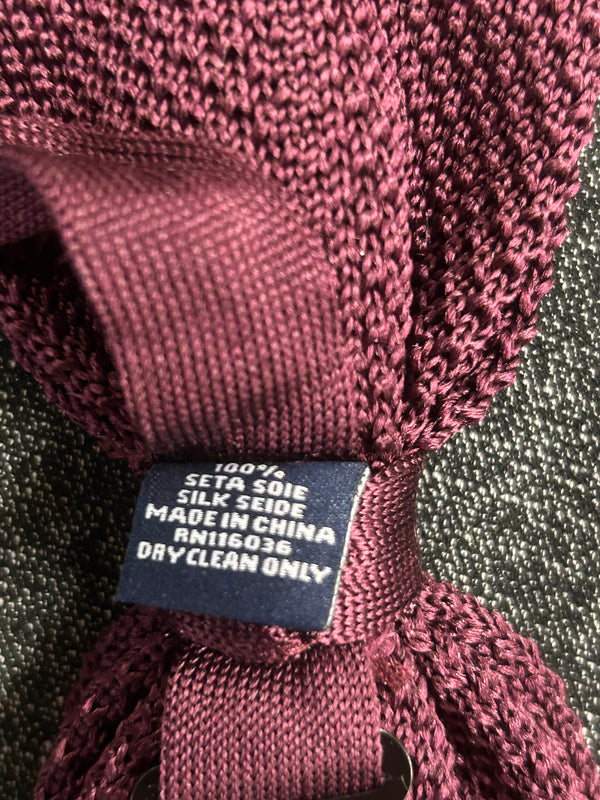 100%
SETA SOIE
SILK SEIDE
MADE IN CHINA
RN116036
DRY CLEAN ONLY